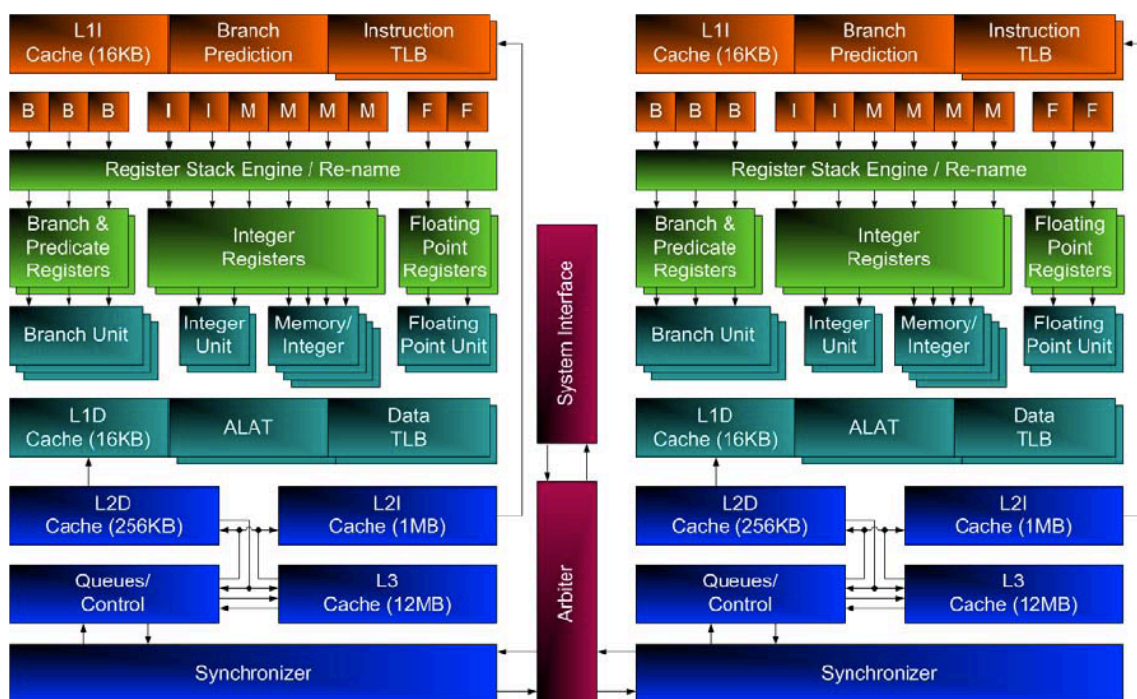 L1I
Cache (16KB)
Branch
Prediction
Instruction
TLB
B B B I I M M M M F F
Register Stack Engine / Re-name
Branch &
Predicate
Registers
Integer
Registers
Floating
Point
Registers
Branch Unit
Integer
Unit
Memory/
Integer
Floating
Point Unit
L1D
Cache (16KB)
ALAT
Data
TLB
L2D
Cache (256KB)
L2I
Cache (1MB)
Queues/
Control
L3
Cache (12MB)
Synchronizer
System Interface
Arbiter
L1I
Cache (16KB)
Branch
Prediction
Instruction
TLB
B B B I I M M M M F F
Register Stack Engine / Re-name
Branch &
Predicate
Registers
Integer
Registers
Floating
Point
Registers
Branch Unit
Integer
Unit
Memory/
Integer
Floating
Point Unit
L1D
Cache (16KB)
ALAT
Data
TLB
L2D
Cache (256KB)
L2I
Cache (1MB)
Queues/
Control
L3
Cache (12MB)
Synchronizer